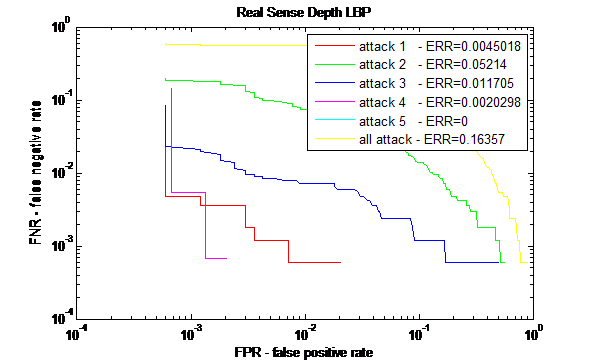 Real Sense Depth LBP
10^0
attack 1 - ERR=0.0045018
attack 2 - ERR=0.05214
attack 3 - ERR=0.011705
attack 4 - ERR=0.0020298
attack 5 - ERR=0
all attack - ERR=0.16357
10^-1
10^-2
10^-3
10^-4
FNR - false negative rate
10^-4 10^-3 10^-2 10^-1 10^0
FPR - false positive rate